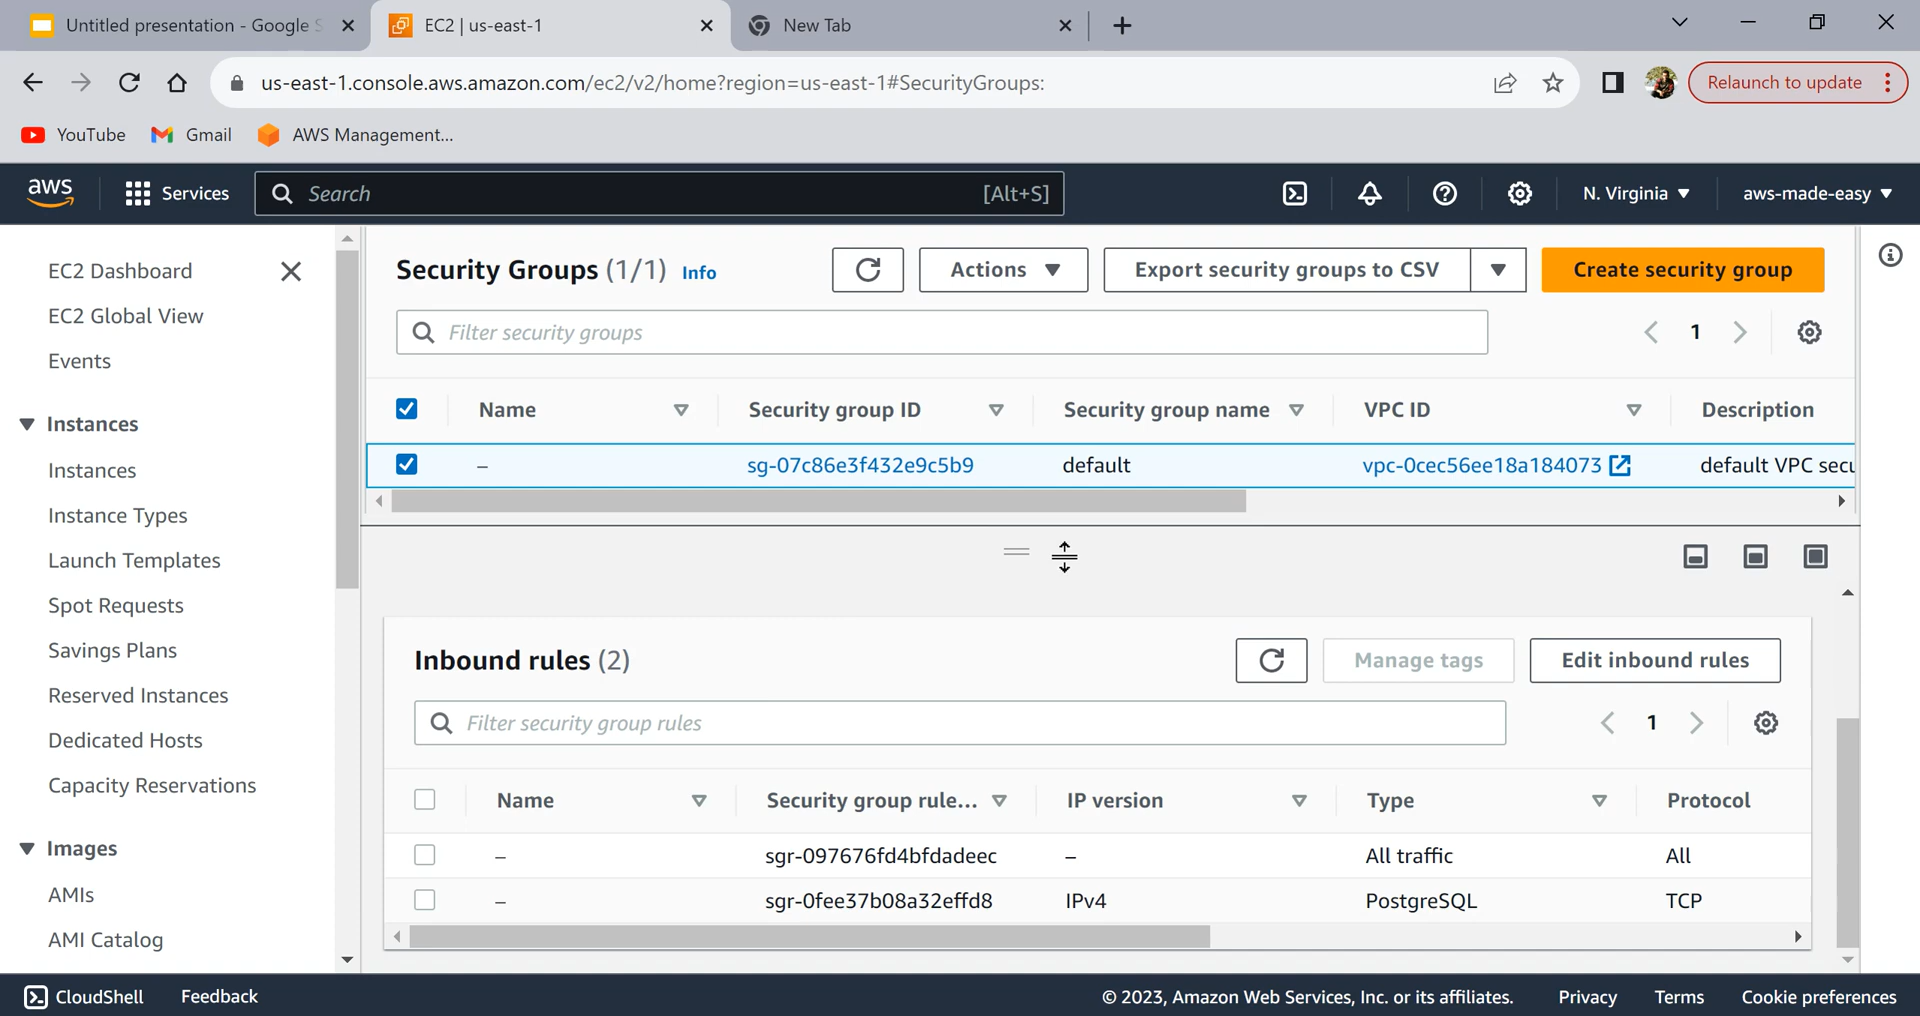 Untitled presentation - Google S
EC2 | us-east-1
New Tab
us-east-1.console.aws.amazon.com/ec2/v2/home?region=us-east-1#SecurityGroups:
Relaunch to update
YouTube
Gmail
AWS Management...
aws
Services
Search
[Alt+S]
N. Virginia
aws-made-easy
EC2 Dashboard
EC2 Global View
Events
Instances
Instances
Instance Types
Launch Templates
Spot Requests
Savings Plans
Reserved Instances
Dedicated Hosts
Capacity Reservations
Images
AMIs
AMI Catalog
Security Groups (1/1) Info
Actions
Export security groups to CSV
Create security group
Filter security groups
1
Name Security group ID Security group name VPC ID Description
– sg-07c86e3f432e9c5b9 default vpc-0cec56ee18a184073 default VPC secu
Inbound rules (2)
Manage tags
Edit inbound rules
Filter security group rules
1
Name Security group rule... IP version Type Protocol
– sgr-097676fd4bfdadeec – All traffic All
– sgr-0fee37b08a32effd8 IPv4 PostgreSQL TCP
CloudShell
Feedback
© 2023, Amazon Web Services, Inc. or its affiliates.
Privacy
Terms
Cookie preferences